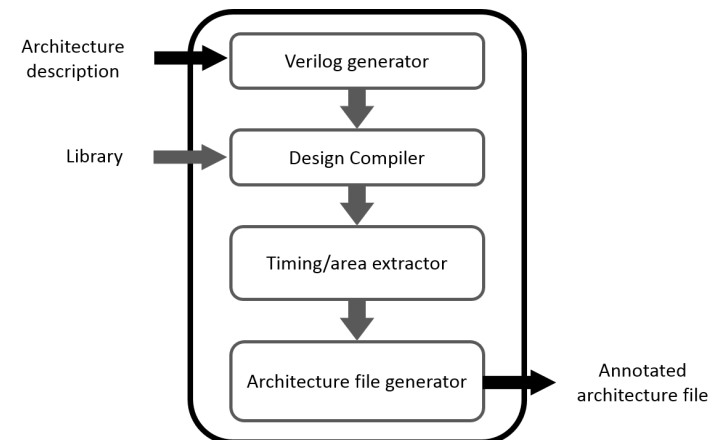 Architecture
description
Verilog generator
Library
Design Compiler
Timing/area extractor
Architecture file generator
Annotated
architecture file